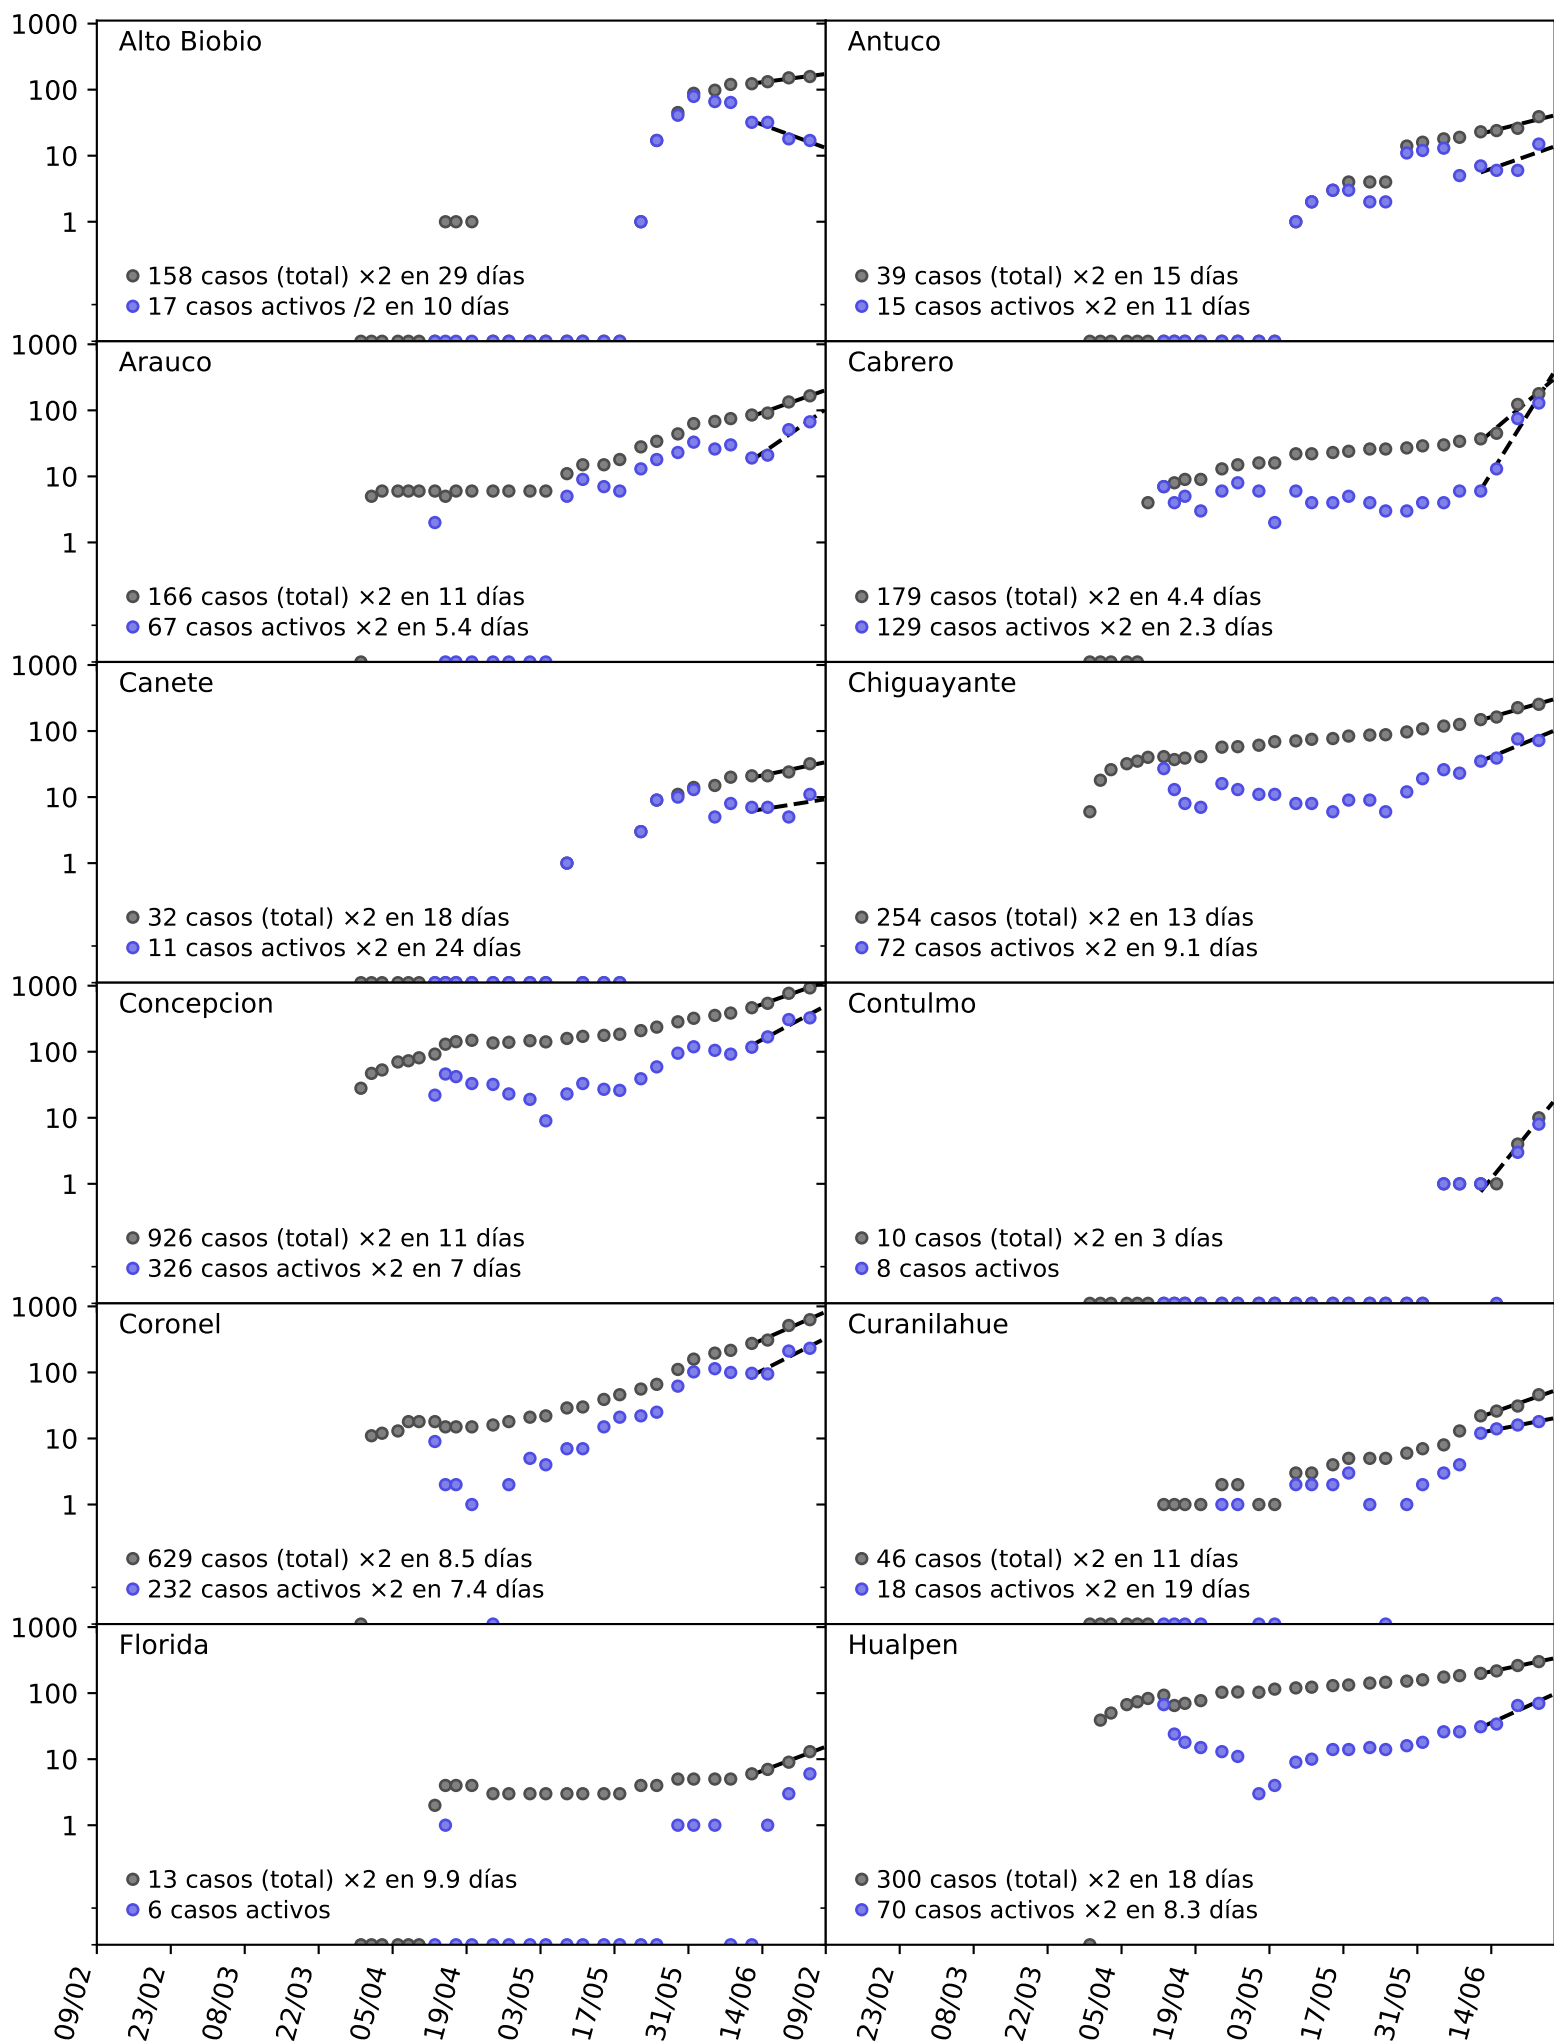 1000
100
10
1
Alto Biobio
158 casos (total) ×2 en 29 días
17 casos activos /2 en 10 días
Antuco
39 casos (total) ×2 en 15 días
15 casos activos ×2 en 11 días
1000
100
10
1
Arauco
166 casos (total) ×2 en 11 días
67 casos activos ×2 en 5.4 días
Cabrero
179 casos (total) ×2 en 4.4 días
129 casos activos ×2 en 2.3 días
1000
100
10
1
Canete
32 casos (total) ×2 en 18 días
11 casos activos ×2 en 24 días
Chiguayante
254 casos (total) ×2 en 13 días
72 casos activos ×2 en 9.1 días
1000
100
10
1
Concepcion
926 casos (total) ×2 en 11 días
326 casos activos ×2 en 7 días
Contulmo
10 casos (total) ×2 en 3 días
8 casos activos
1000
100
10
1
Coronel
629 casos (total) ×2 en 8.5 días
232 casos activos ×2 en 7.4 días
Curanilahue
46 casos (total) ×2 en 11 días
18 casos activos ×2 en 19 días
1000
100
10
1
Florida
13 casos (total) ×2 en 9.9 días
6 casos activos
Hualpen
300 casos (total) ×2 en 18 días
70 casos activos ×2 en 8.3 días
09/02 23/02 08/03 22/03 05/04 19/04 03/05 17/05 31/05 14/06 09/02 23/02 08/03 22/03 05/04 19/04 03/05 17/05 31/05 14/06